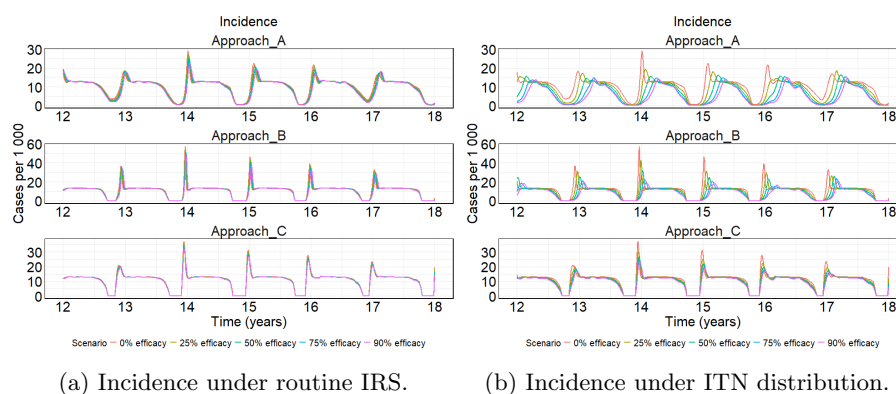 Incidence
Approach_A
30
20
10
0
12 13 14 15 16 17 18
Approach_B
60
40
20
0
12 13 14 15 16 17 18
Approach_C
30
20
10
0
12 13 14 15 16 17 18
Cases per 1 000
Time (years)
Scenario 0% efficacy 25% efficacy 50% efficacy 75% efficacy 90% efficacy
(a) Incidence under routine IRS.
Incidence
Approach_A
30
20
10
0
12 13 14 15 16 17 18
Approach_B
60
40
20
0
12 13 14 15 16 17 18
Approach_C
30
20
10
0
12 13 14 15 16 17 18
Cases per 1 000
Time (years)
Scenario 0% efficacy 25% efficacy 50% efficacy 75% efficacy 90% efficacy
(b) Incidence under ITN distribution.